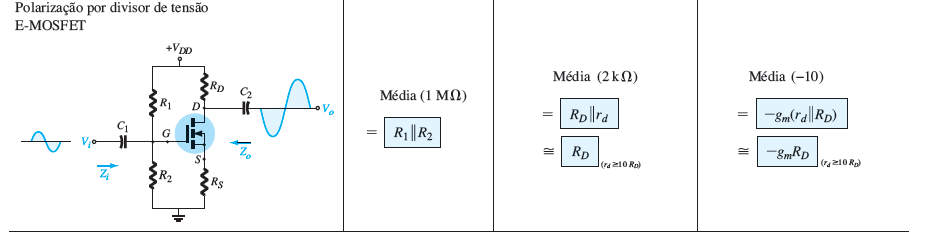 Polarização por divisor de tensão
E-MOSFET
+V_DD
R_D
C_2
R_1
D
V_o
C_1
V_i
G
S
Z_o
Z_i
R_2
R_S
Média (1 MΩ)
= R_1‖R_2
Média (2 kΩ)
= R_D‖r_d
≅ R_D (r_d ≥10 R_D)
Média (−10)
= −g_m(r_d‖R_D)
≅ −g_mR_D (r_d ≥10 R_D)